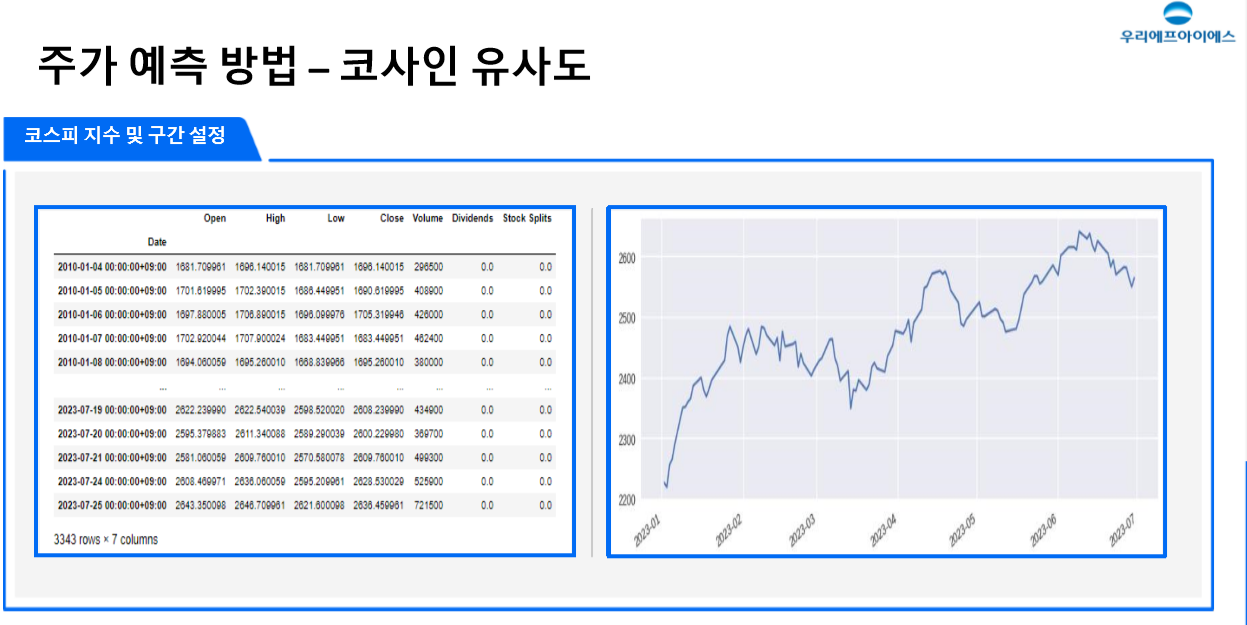 우리에프아이에스
주가 예측 방법 – 코사인 유사도
코스피 지수 및 구간 설정
Open High Low Close Volume Dividends Stock Splits
Date
2010-01-04 00:00:00+09:00 1681.709961 1696.140015 1681.709961 1696.140015 296500 0.0 0.0
2010-01-05 00:00:00+09:00 1701.619995 1702.390015 1686.449951 1690.619995 408900 0.0 0.0
2010-01-06 00:00:00+09:00 1697.880005 1706.890015 1696.099976 1705.319946 426000 0.0 0.0
2010-01-07 00:00:00+09:00 1702.920044 1707.900024 1683.449951 1683.449951 462400 0.0 0.0
2010-01-08 00:00:00+09:00 1694.060059 1695.260010 1668.839966 1695.260010 380000 0.0 0.0
... ... ... ... ... ... ... ...
2023-07-19 00:00:00+09:00 2622.239990 2622.540039 2598.520020 2608.239990 434900 0.0 0.0
2023-07-20 00:00:00+09:00 2595.379883 2611.340088 2589.290039 2600.229980 369700 0.0 0.0
2023-07-21 00:00:00+09:00 2581.060059 2609.760010 2570.580078 2609.760010 499300 0.0 0.0
2023-07-24 00:00:00+09:00 2608.469971 2636.060059 2595.209961 2628.530029 525900 0.0 0.0
2023-07-25 00:00:00+09:00 2643.350098 2646.709961 2621.600098 2636.459961 721500 0.0 0.0
3343 rows × 7 columns
2600
2500
2400
2300
2200
2023-01 2023-02 2023-03 2023-04 2023-05 2023-06 2023-07